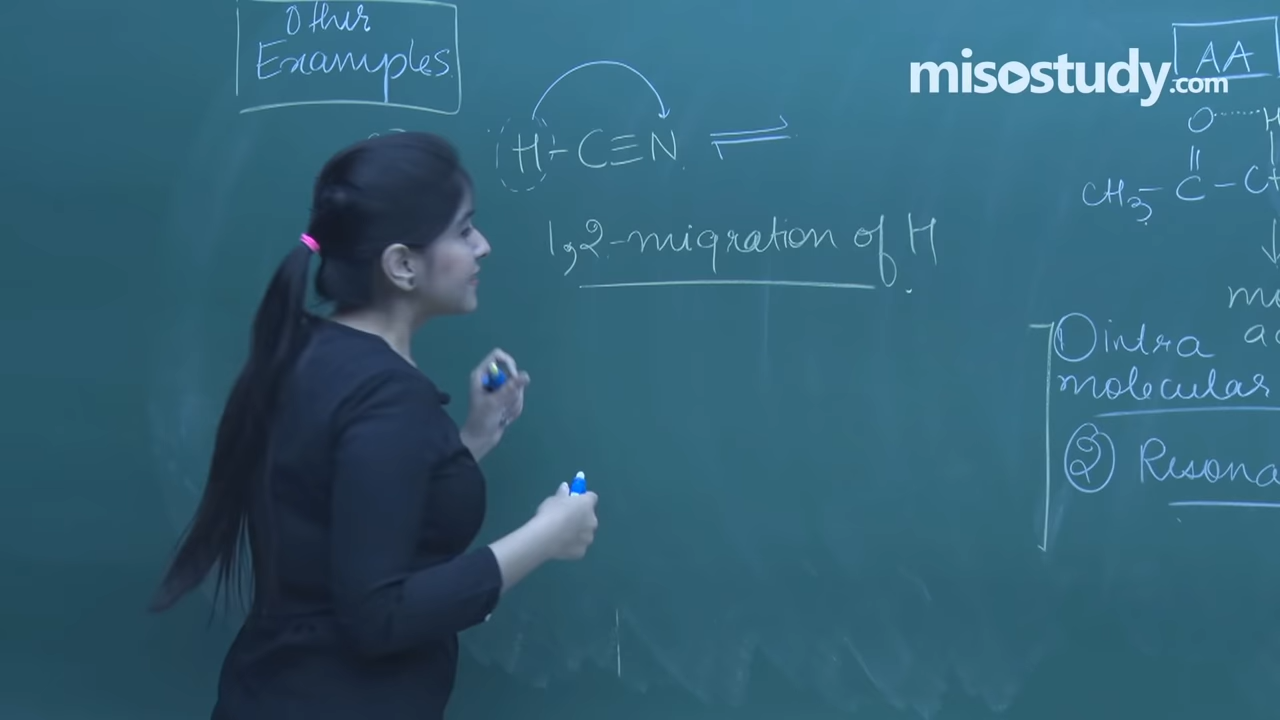 Other
Examples
H-C≡N ⇌
1,2-migration of H
misostudy.com
AA
O H
||
CH3-C-C
① intra
molecular
② Resona